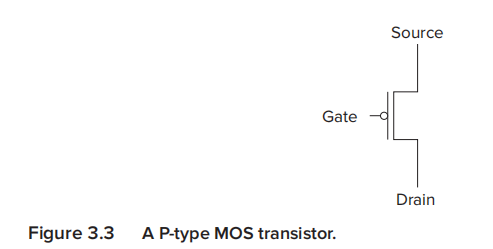 Source
Gate
Drain
Figure 3.3 A P-type MOS transistor.